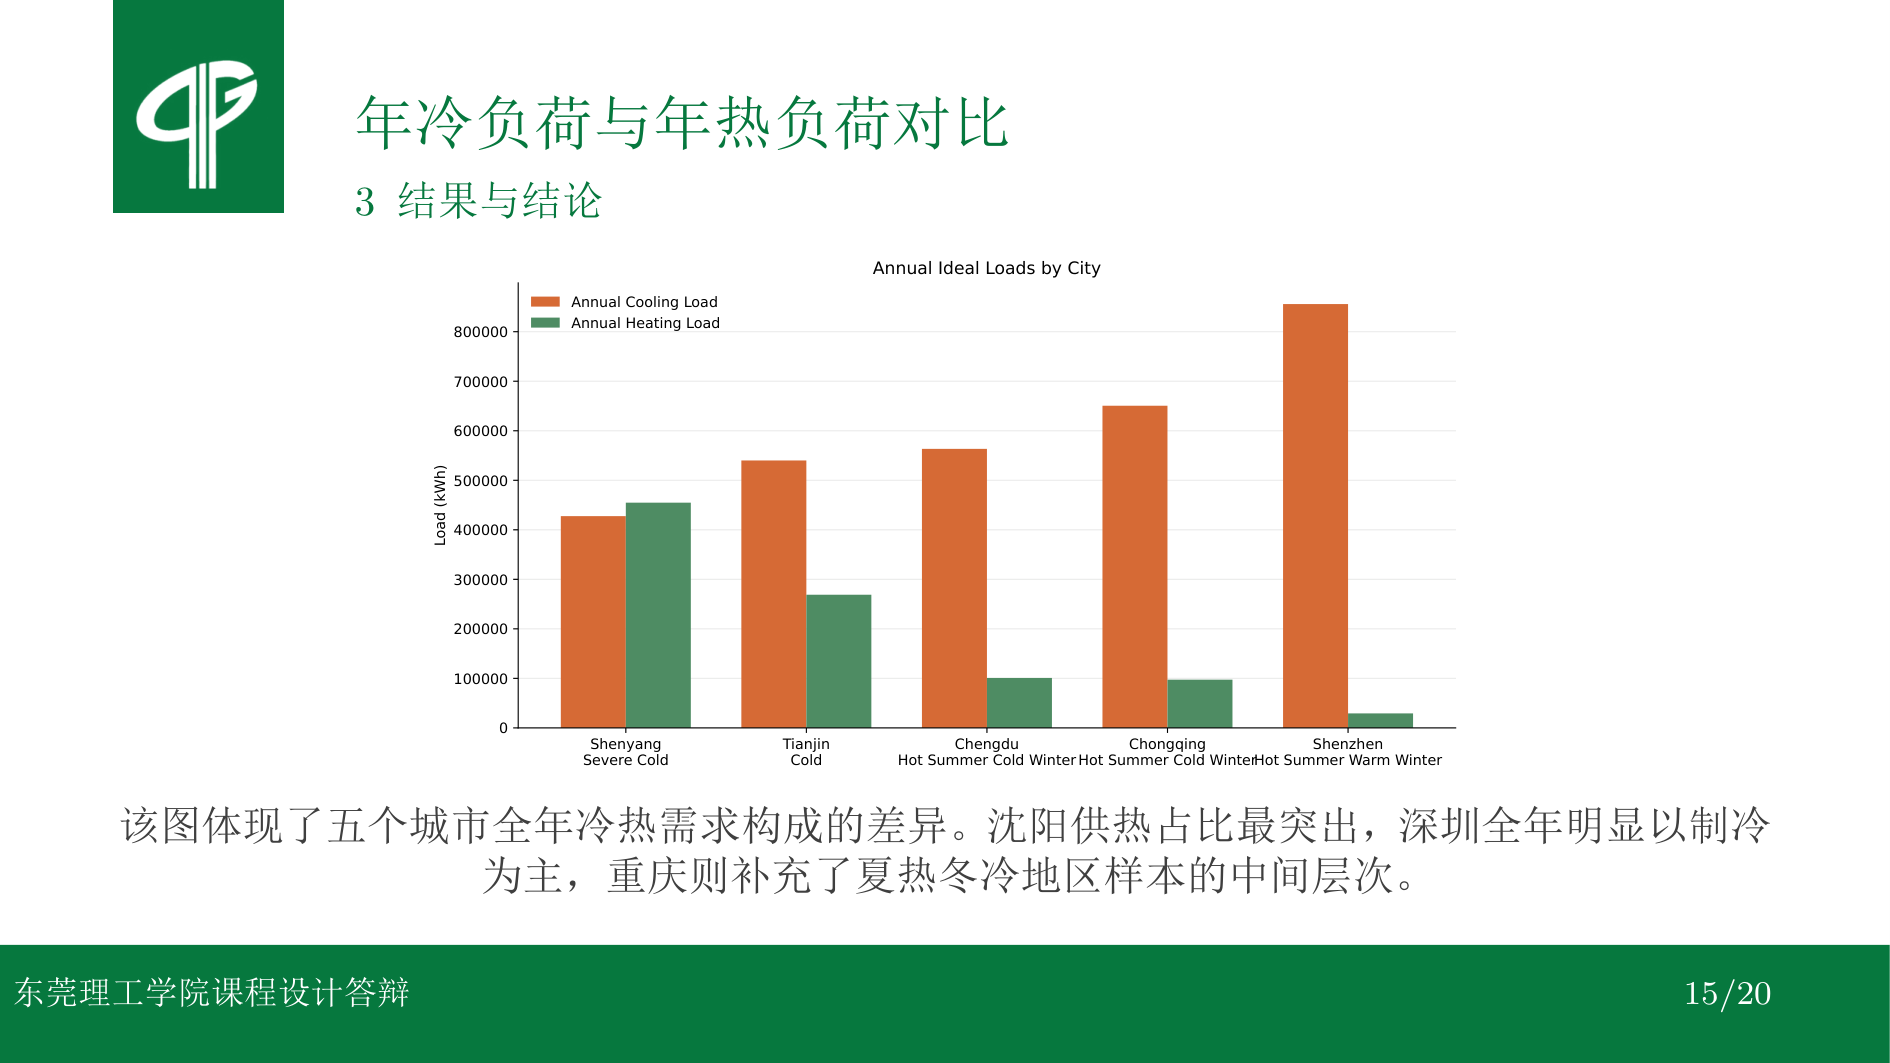 年冷负荷与年热负荷对比
3 结果与结论
Annual Ideal Loads by City
Annual Cooling Load
Annual Heating Load
Load (kWh)
800000
700000
600000
500000
400000
300000
200000
100000
0
Shenyang
Severe Cold
Tianjin
Cold
Chengdu
Hot Summer Cold Winter
Chongqing
Hot Summer Cold Winter
Shenzhen
Hot Summer Warm Winter
该图体现了五个城市全年冷热需求构成的差异。沈阳供热占比最突出，深圳全年明显以制冷
为主，重庆则补充了夏热冬冷地区样本的中间层次。
东莞理工学院课程设计答辩
15/20